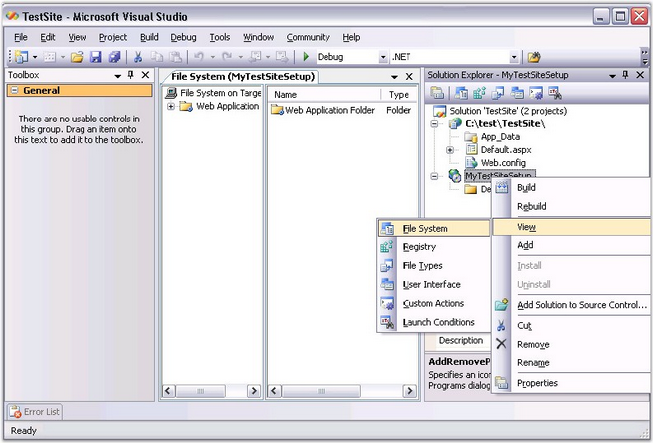 TestSite - Microsoft Visual Studio
File Edit View Project Build Debug Tools Window Community Help
Debug .NET
Toolbox
General
There are no usable controls in
this group. Drag an item onto
this text to add it to the toolbox.
File System (MyTestSiteSetup)
File System on Targe
Web Application
Name Type
Web Application Folder Folder
Solution Explorer - MyTestSiteSetup
Solution 'TestSite' (2 projects)
C:\test\TestSite\
App_Data
Default.aspx
Web.config
MyTestSiteSetup
De
Build
Rebuild
View
Add
Install
Uninstall
Add Solution to Source Control...
Cut
Remove
Rename
Properties
File System
Registry
File Types
User Interface
Custom Actions
Launch Conditions
Description
AddRemoveP
Specifies an icon
Programs dialog
Error List
Ready